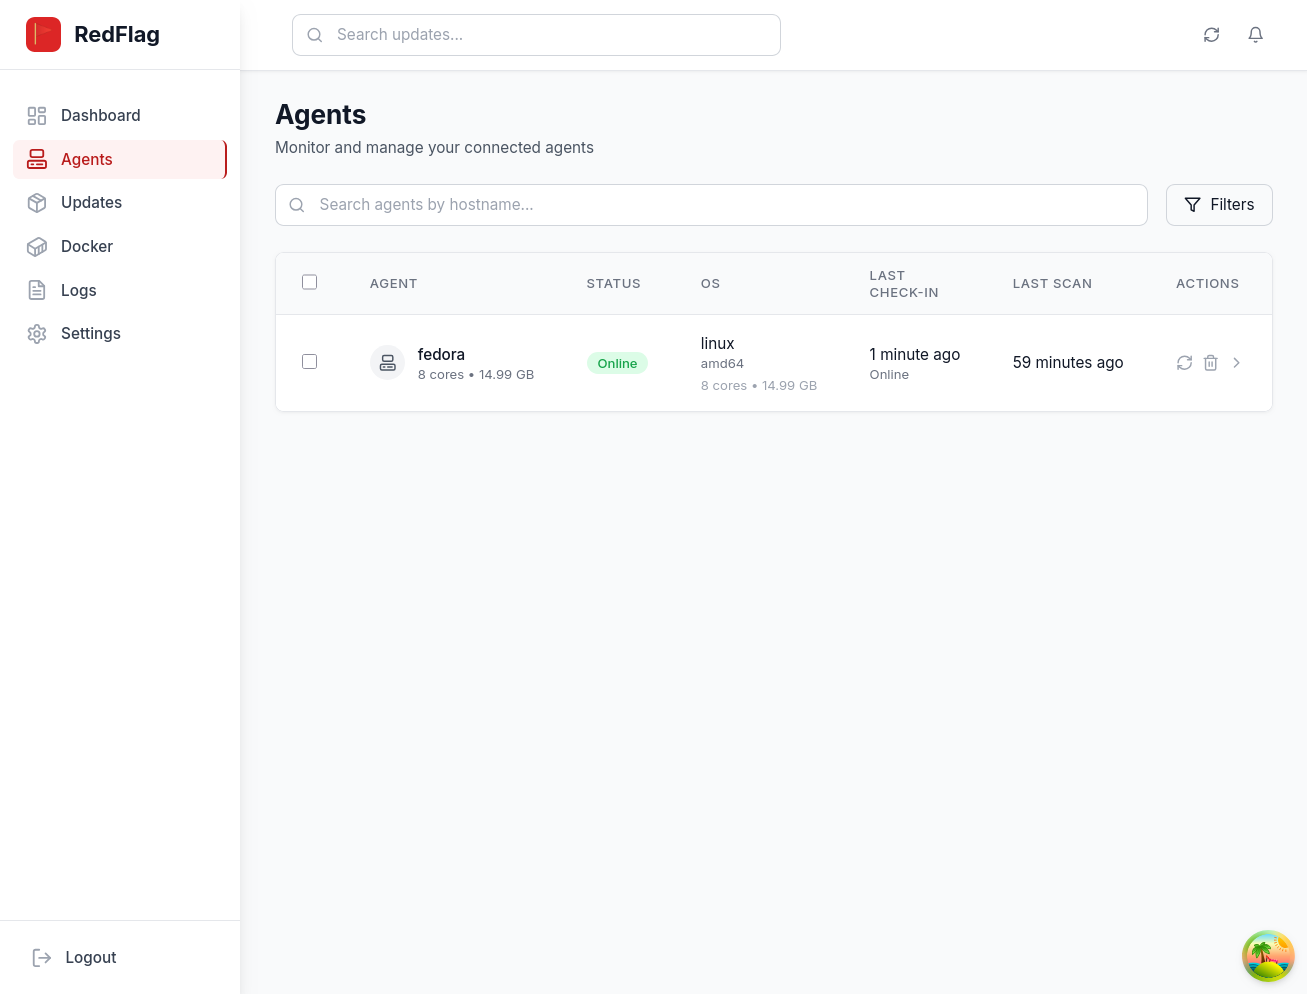 RedFlag
Search updates...
Dashboard
Agents
Updates
Docker
Logs
Settings
Logout
Agents
Monitor and manage your connected agents
Search agents by hostname...
Filters
AGENT
STATUS
OS
LAST
CHECK-IN
LAST SCAN
ACTIONS
fedora
8 cores • 14.99 GB
Online
linux
amd64
8 cores • 14.99 GB
1 minute ago
Online
59 minutes ago